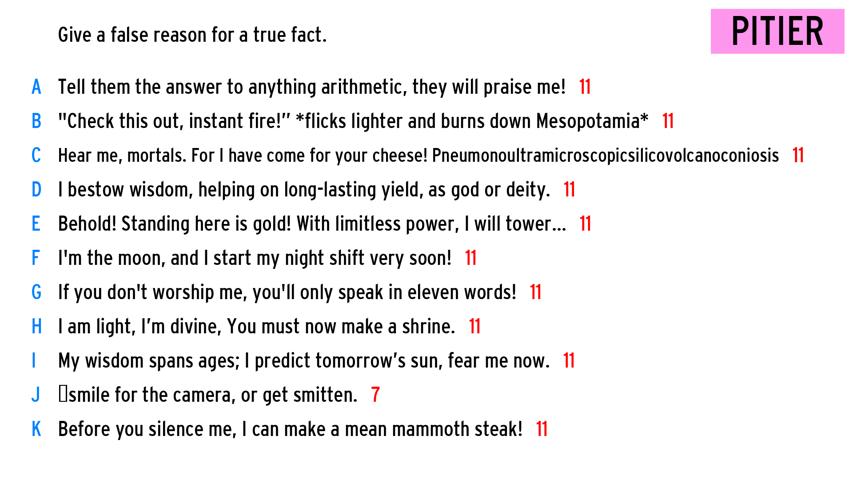 Give a false reason for a true fact.
PITIER
A Tell them the answer to anything arithmetic, they will praise me! 11
B "Check this out, instant fire!” *flicks lighter and burns down Mesopotamia* 11
C Hear me, mortals. For I have come for your cheese! Pneumonoultramicroscopicsilicovolcanoconiosis 11
D I bestow wisdom, helping on long-lasting yield, as god or deity. 11
E Behold! Standing here is gold! With limitless power, I will tower... 11
F I'm the moon, and I start my night shift very soon! 11
G If you don't worship me, you'll only speak in eleven words! 11
H I am light, I’m divine, You must now make a shrine. 11
I My wisdom spans ages; I predict tomorrow’s sun, fear me now. 11
J smile for the camera, or get smitten. 7
K Before you silence me, I can make a mean mammoth steak! 11